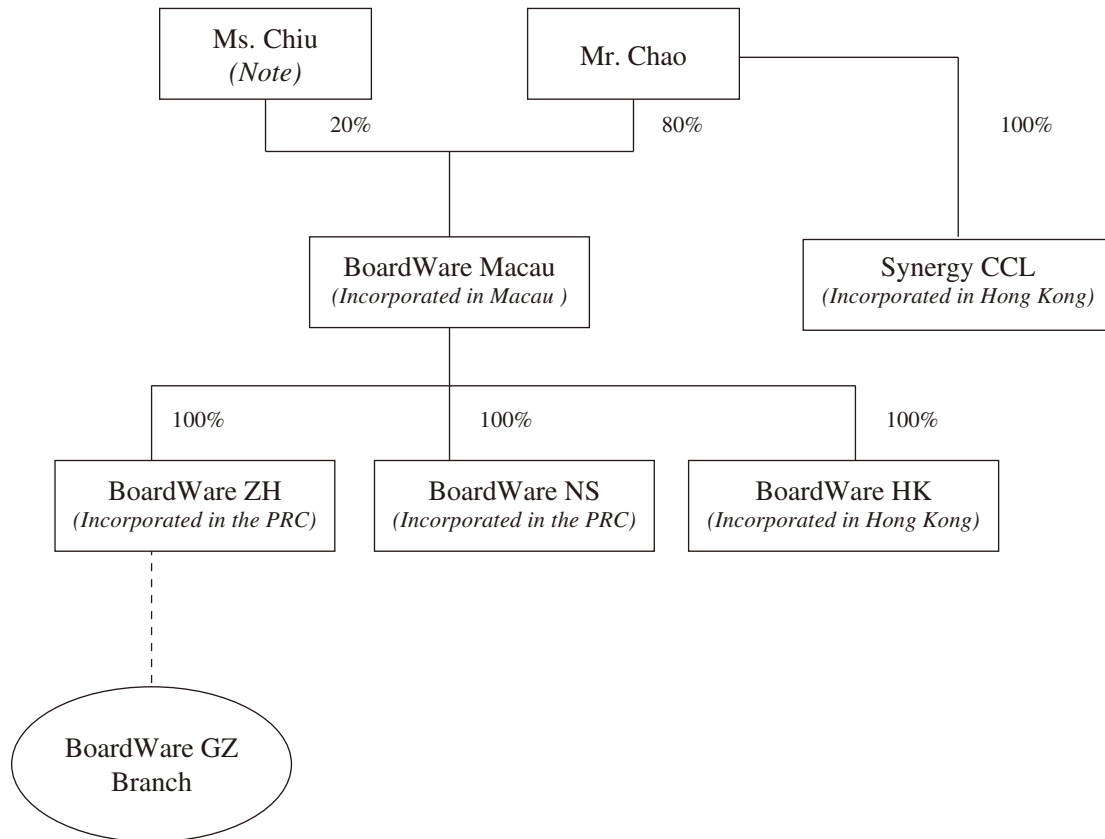 Ms. Chiu
(Note)
Mr. Chao
20%
80%
100%
BoardWare Macau
(Incorporated in Macau )
Synergy CCL
(Incorporated in Hong Kong)
100%
100%
100%
BoardWare ZH
(Incorporated in the PRC)
BoardWare NS
(Incorporated in the PRC)
BoardWare HK
(Incorporated in Hong Kong)
BoardWare GZ
Branch